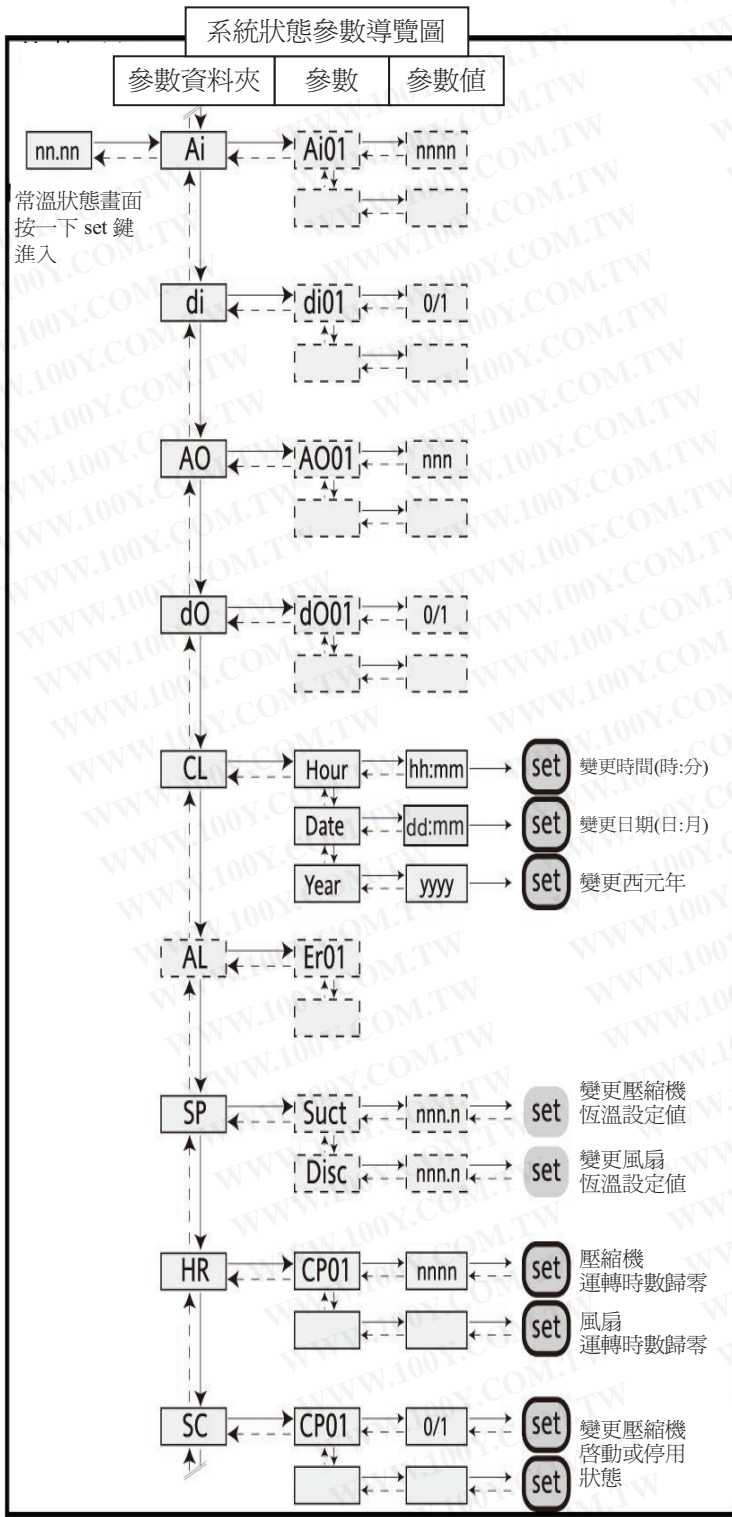 系統狀態參數導覽圖
參數資料夾 參數 參數值
nn.nn Ai Ai01 nnnn
常溫狀態畫面
按一下 set 鍵
進入
di di01 0/1
AO AO01 nnn
dO dO01 0/1
CL Hour hh:mm set 變更時間(時:分)
Date dd:mm set 變更日期(日:月)
Year yyyy set 變更西元年
AL Er01
SP Suct nnn.n set 變更壓縮機
恆溫設定值
Disc nnn.n set 變更風扇
恆溫設定值
HR CP01 nnnn set 壓縮機
運轉時數歸零
set 風扇
運轉時數歸零
SC CP01 0/1 set 變更壓縮機
啓動或停用
狀態
set
WWW.100Y.COM.TW